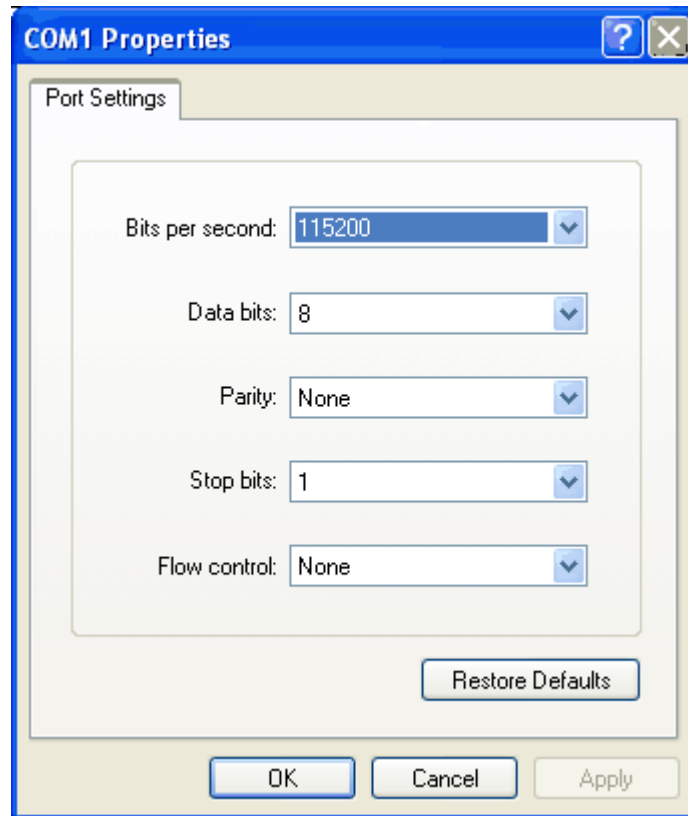 COM1 Properties
Port Settings
Bits per second: 115200
Data bits: 8
Parity: None
Stop bits: 1
Flow control: None
Restore Defaults
OK Cancel Apply